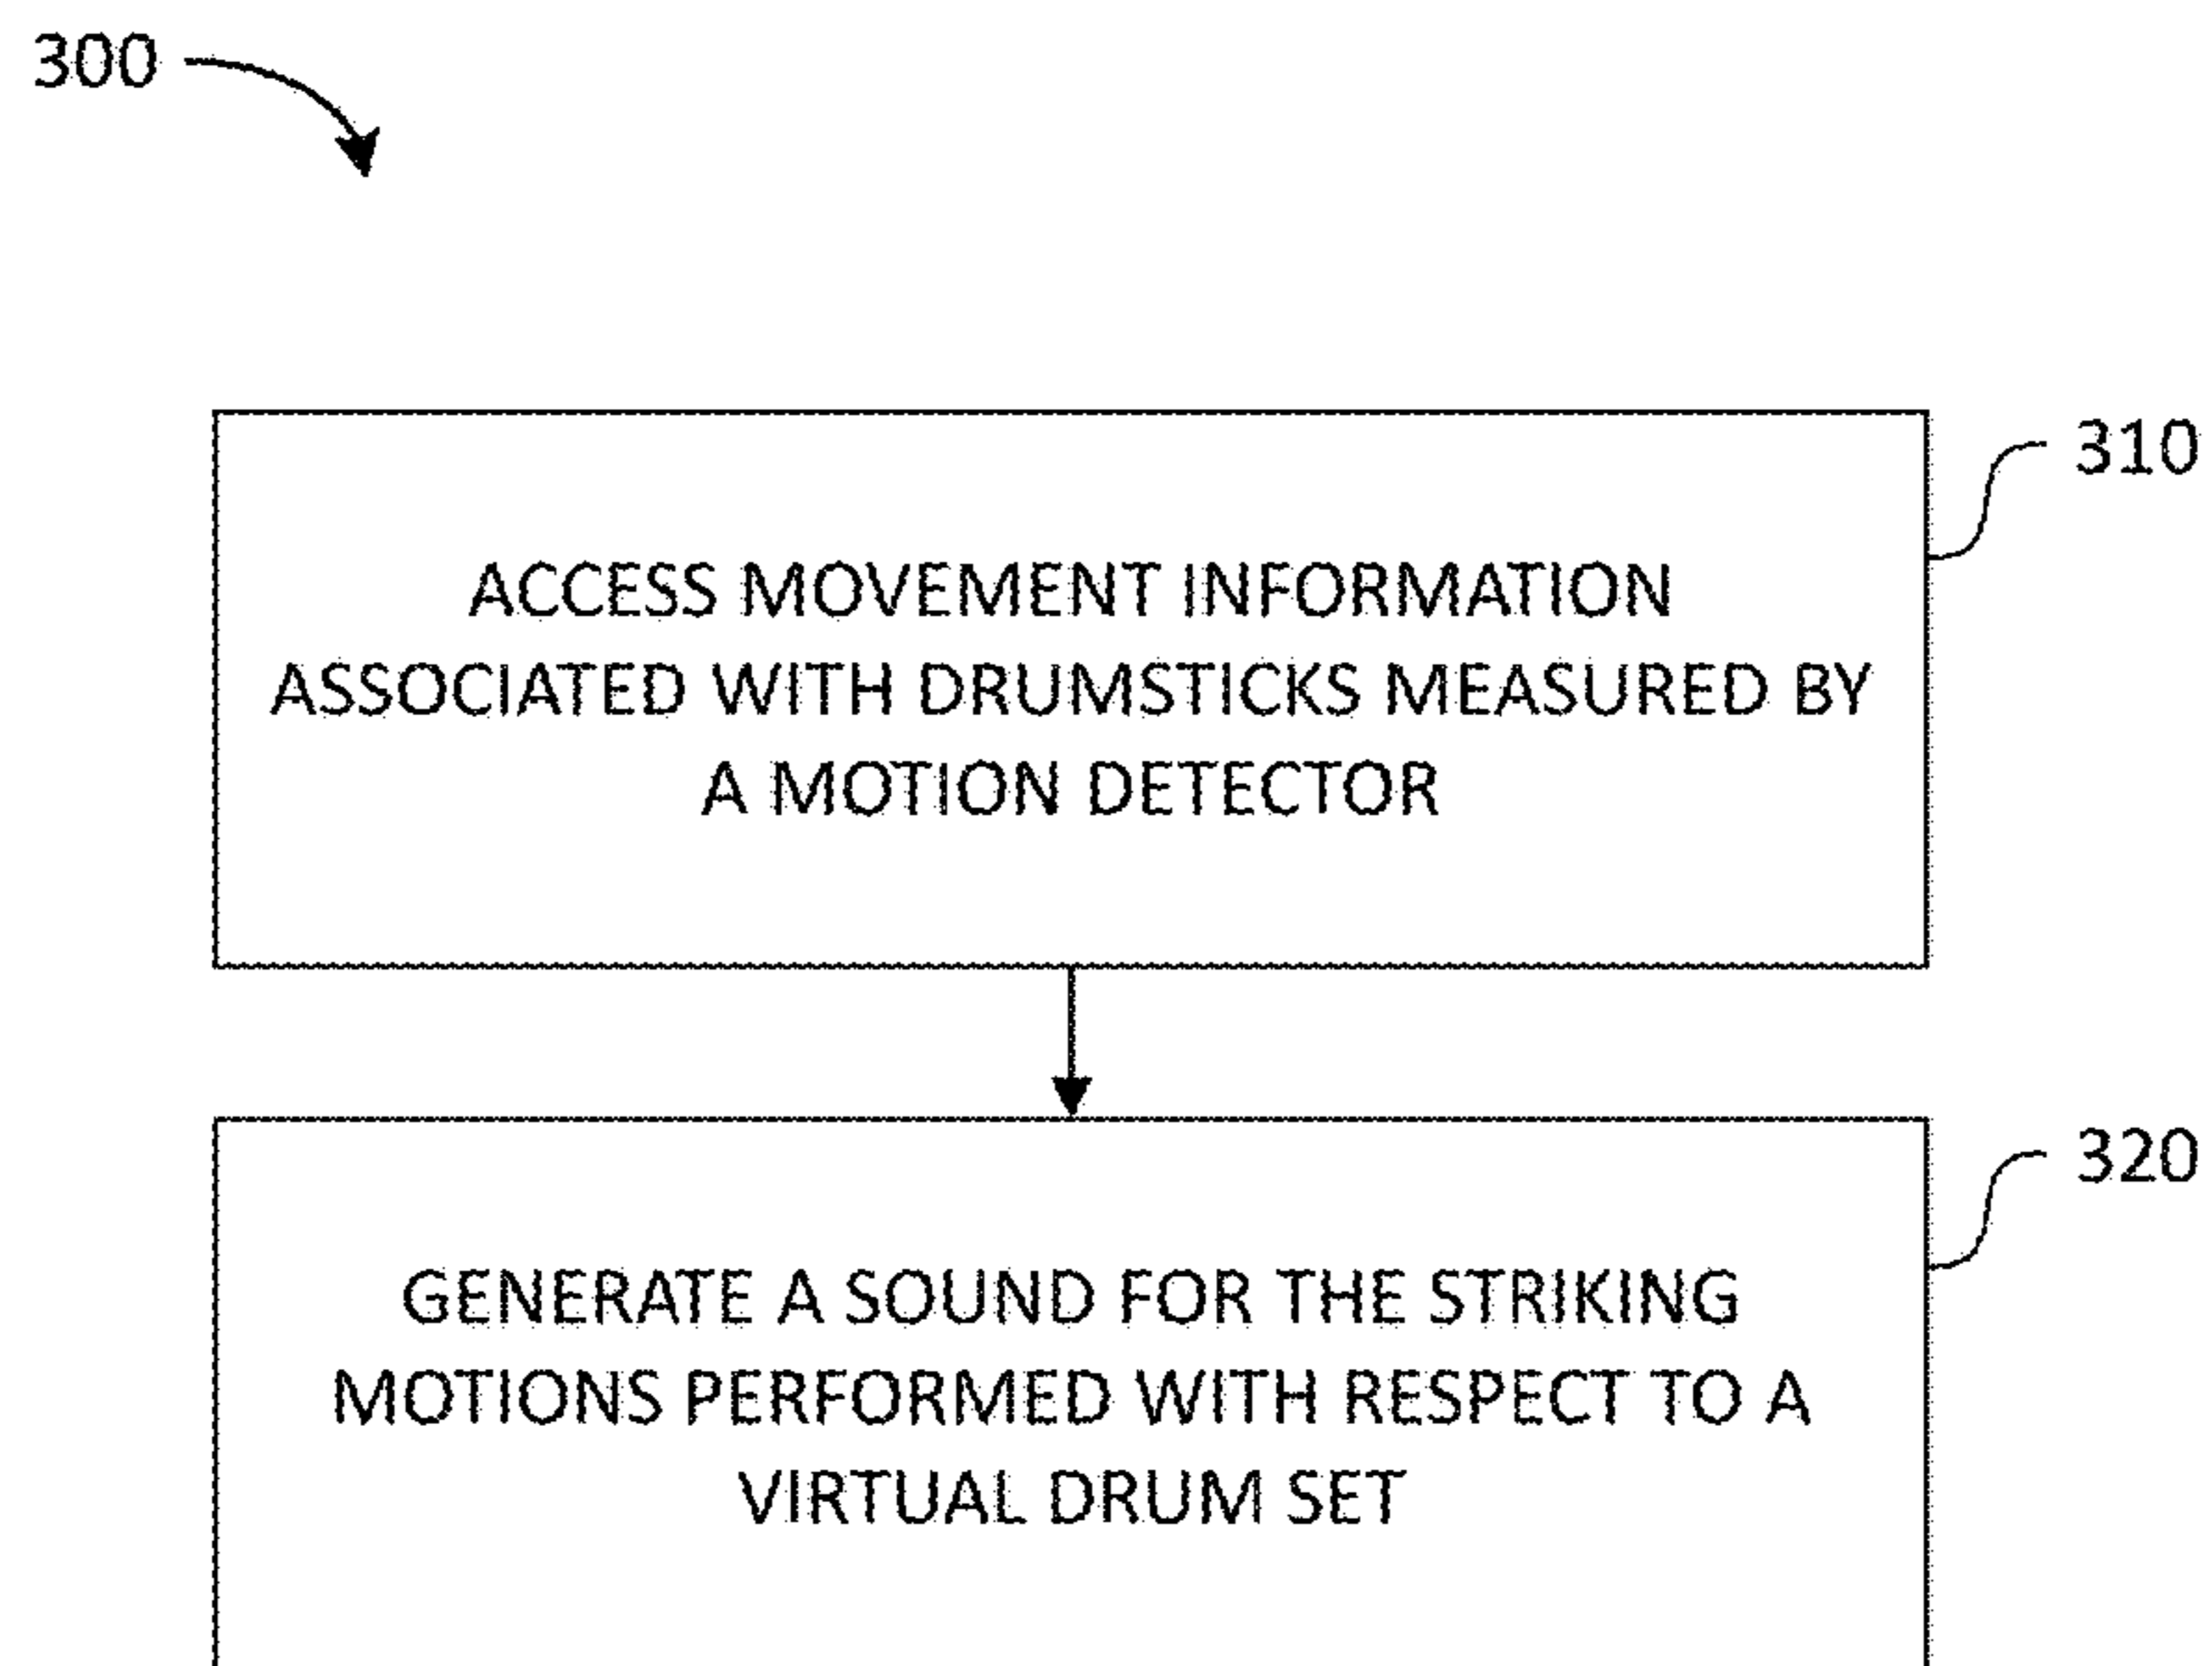 300
310
ACCESS MOVEMENT INFORMATION
ASSOCIATED WITH DRUMSTICKS MEASURED BY
A MOTION DETECTOR
320
GENERATE A SOUND FOR THE STRIKING
MOTIONS PERFORMED WITH RESPECT TO A
VIRTUAL DRUM SET